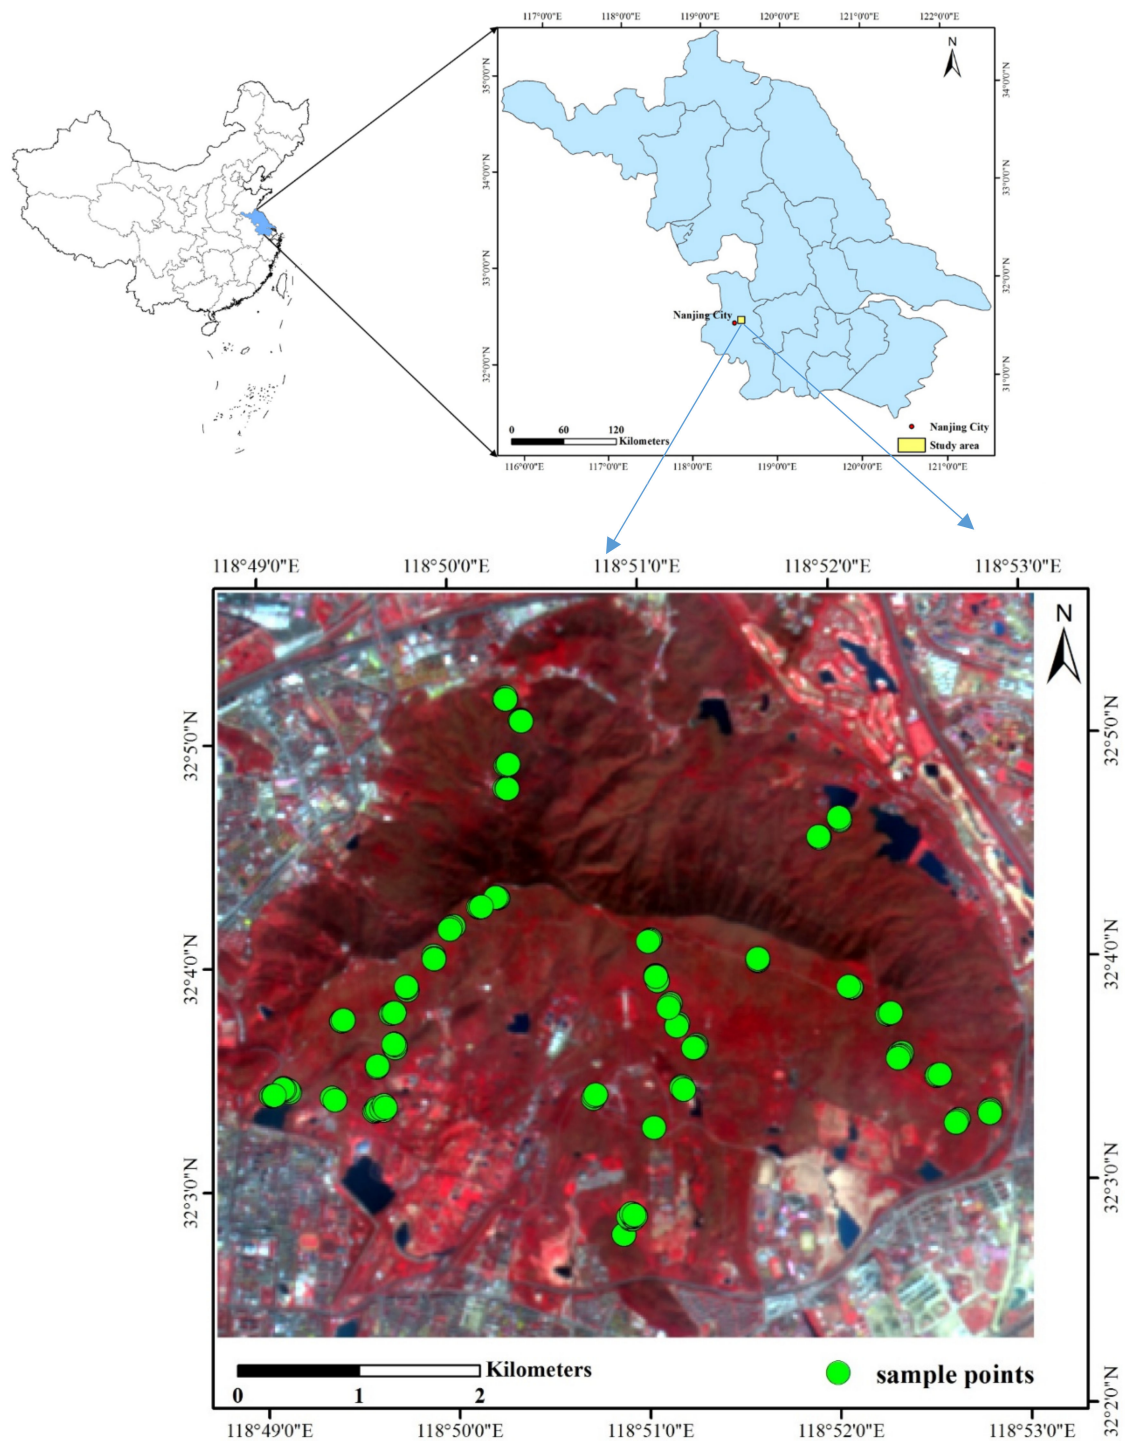 117°0'0"E 118°0'0"E 119°0'0"E 120°0'0"E 121°0'0"E 122°0'0"E
N
35°0'0"N
34°0'0"N
33°0'0"N
32°0'0"N
34°0'0"N
33°0'0"N
32°0'0"N
31°0'0"N
Nanjing City
0 60 120
Kilometers
Nanjing City
Study area
116°0'0"E 117°0'0"E 118°0'0"E 119°0'0"E 120°0'0"E 121°0'0"E
118°49'0"E 118°50'0"E 118°51'0"E 118°52'0"E 118°53'0"E
N
32°5'0"N
32°4'0"N
32°3'0"N
32°5'0"N
32°4'0"N
32°3'0"N
32°2'0"N
Kilometers
0 1 2
sample points
118°49'0"E 118°50'0"E 118°51'0"E 118°52'0"E 118°53'0"E